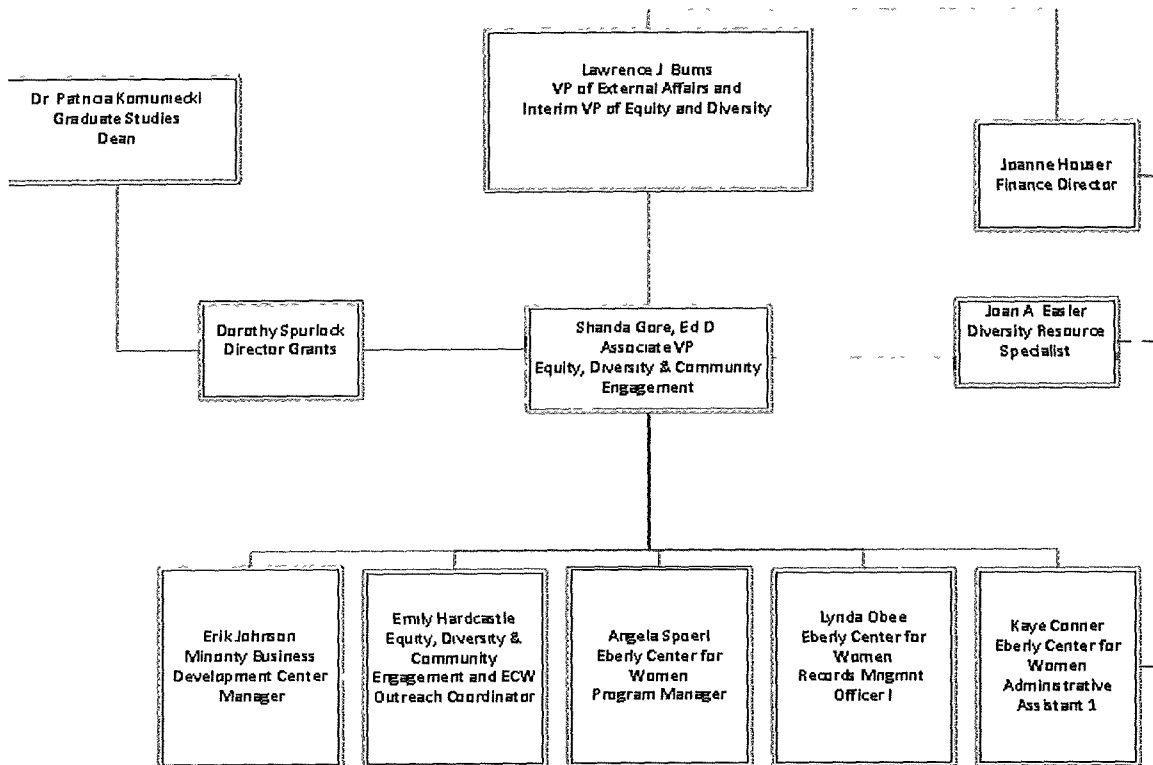 Lawrence J Burns
VP of External Affairs and
Interim VP of Equity and Diversity
Dr Patricia Komuniecki
Graduate Studies
Dean
Joanne Houser
Finance Director
Dorothy Spurlock
Director Grants
Shanda Gore, Ed D
Associate VP
Equity, Diversity & Community
Engagement
Joan A Easler
Diversity Resource
Specialist
Erik Johnson
Minority Business
Development Center
Manager
Emily Hardcastle
Equity, Diversity &
Community
Engagement and ECW
Outreach Coordinator
Angela Spoerl
Eberly Center for
Women
Program Manager
Lynda Obee
Eberly Center for
Women
Records Mngmnt
Officer I
Kaye Conner
Eberly Center for
Women
Administrative
Assistant 1